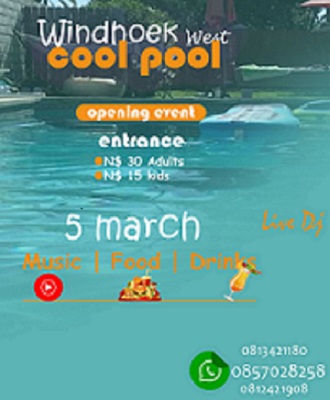 Windhoek West
cool pool
opening event
entrance
N$ 30 Adults
N$ 15 kids
5 march
Live Dj
Music | Food | Drinks
0813421180
0857028258
0812421908